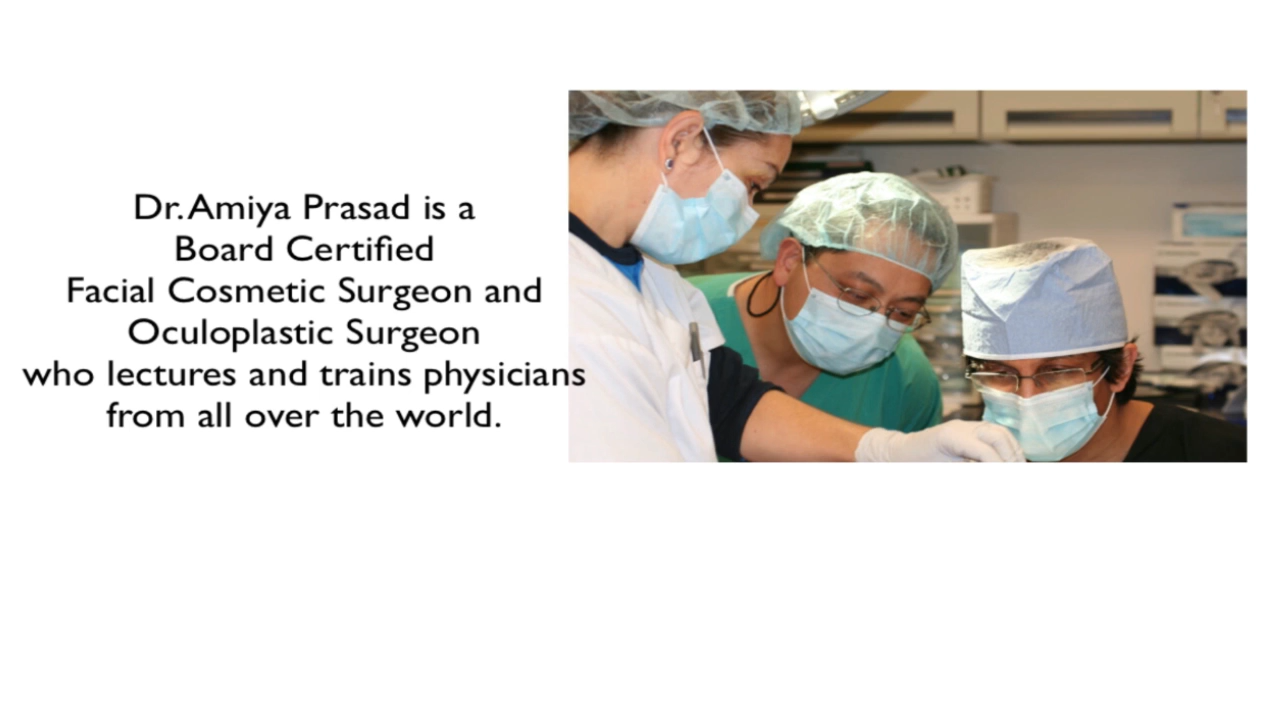 Dr. Amiya Prasad is a
Board Certified
Facial Cosmetic Surgeon and
Oculoplastic Surgeon
who lectures and trains physicians
from all over the world.